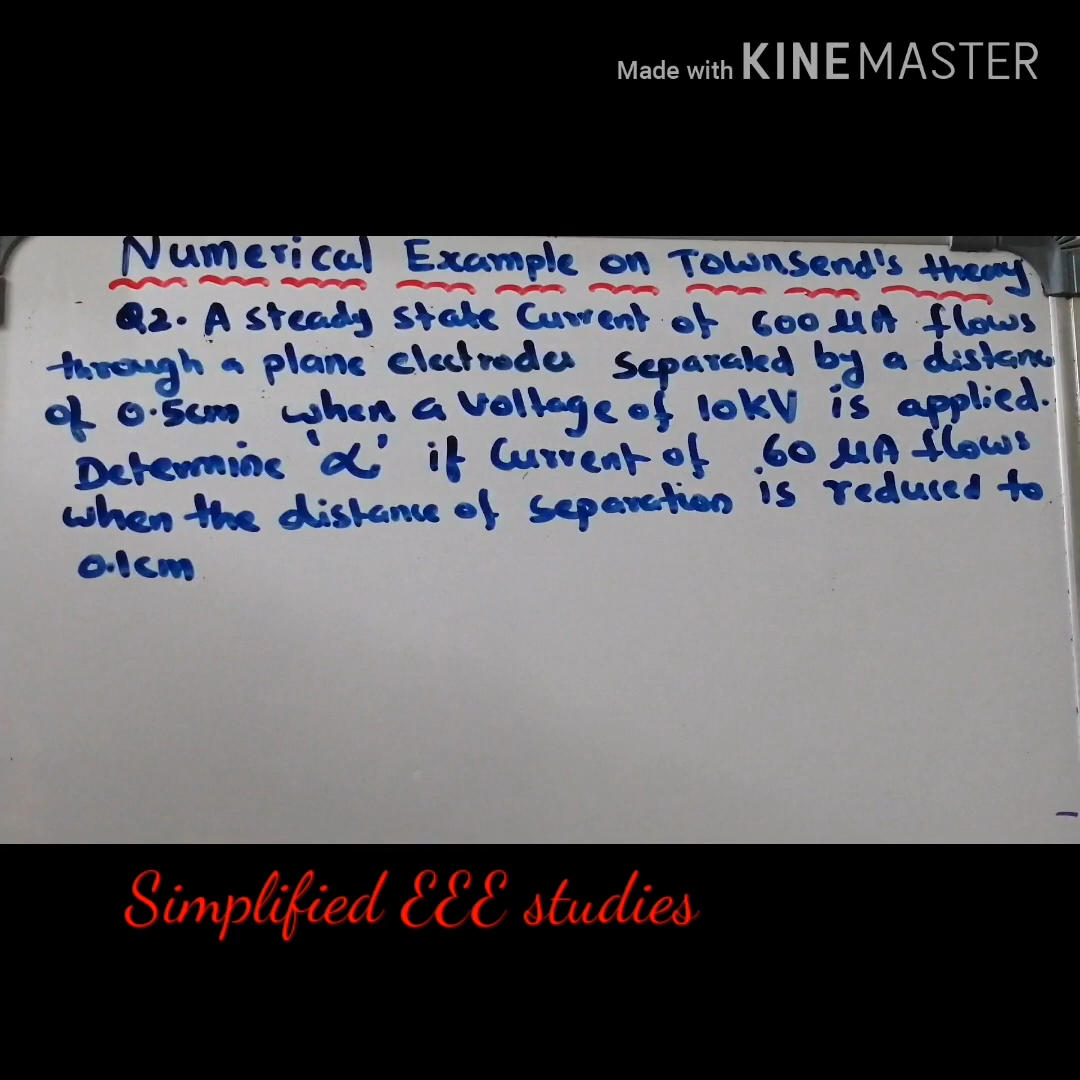 Made with KINEMASTER
Numerical Example on Townsend's theory
Q2. A steady state Current of 600 μA flows
through a plane electrodes separated by a distance
of 0.5cm when a voltage of 10kV is applied.
Determine 'α' if Current of 60 μA flows
when the distance of separation is reduced to
0.1cm
Simplified EEE studies